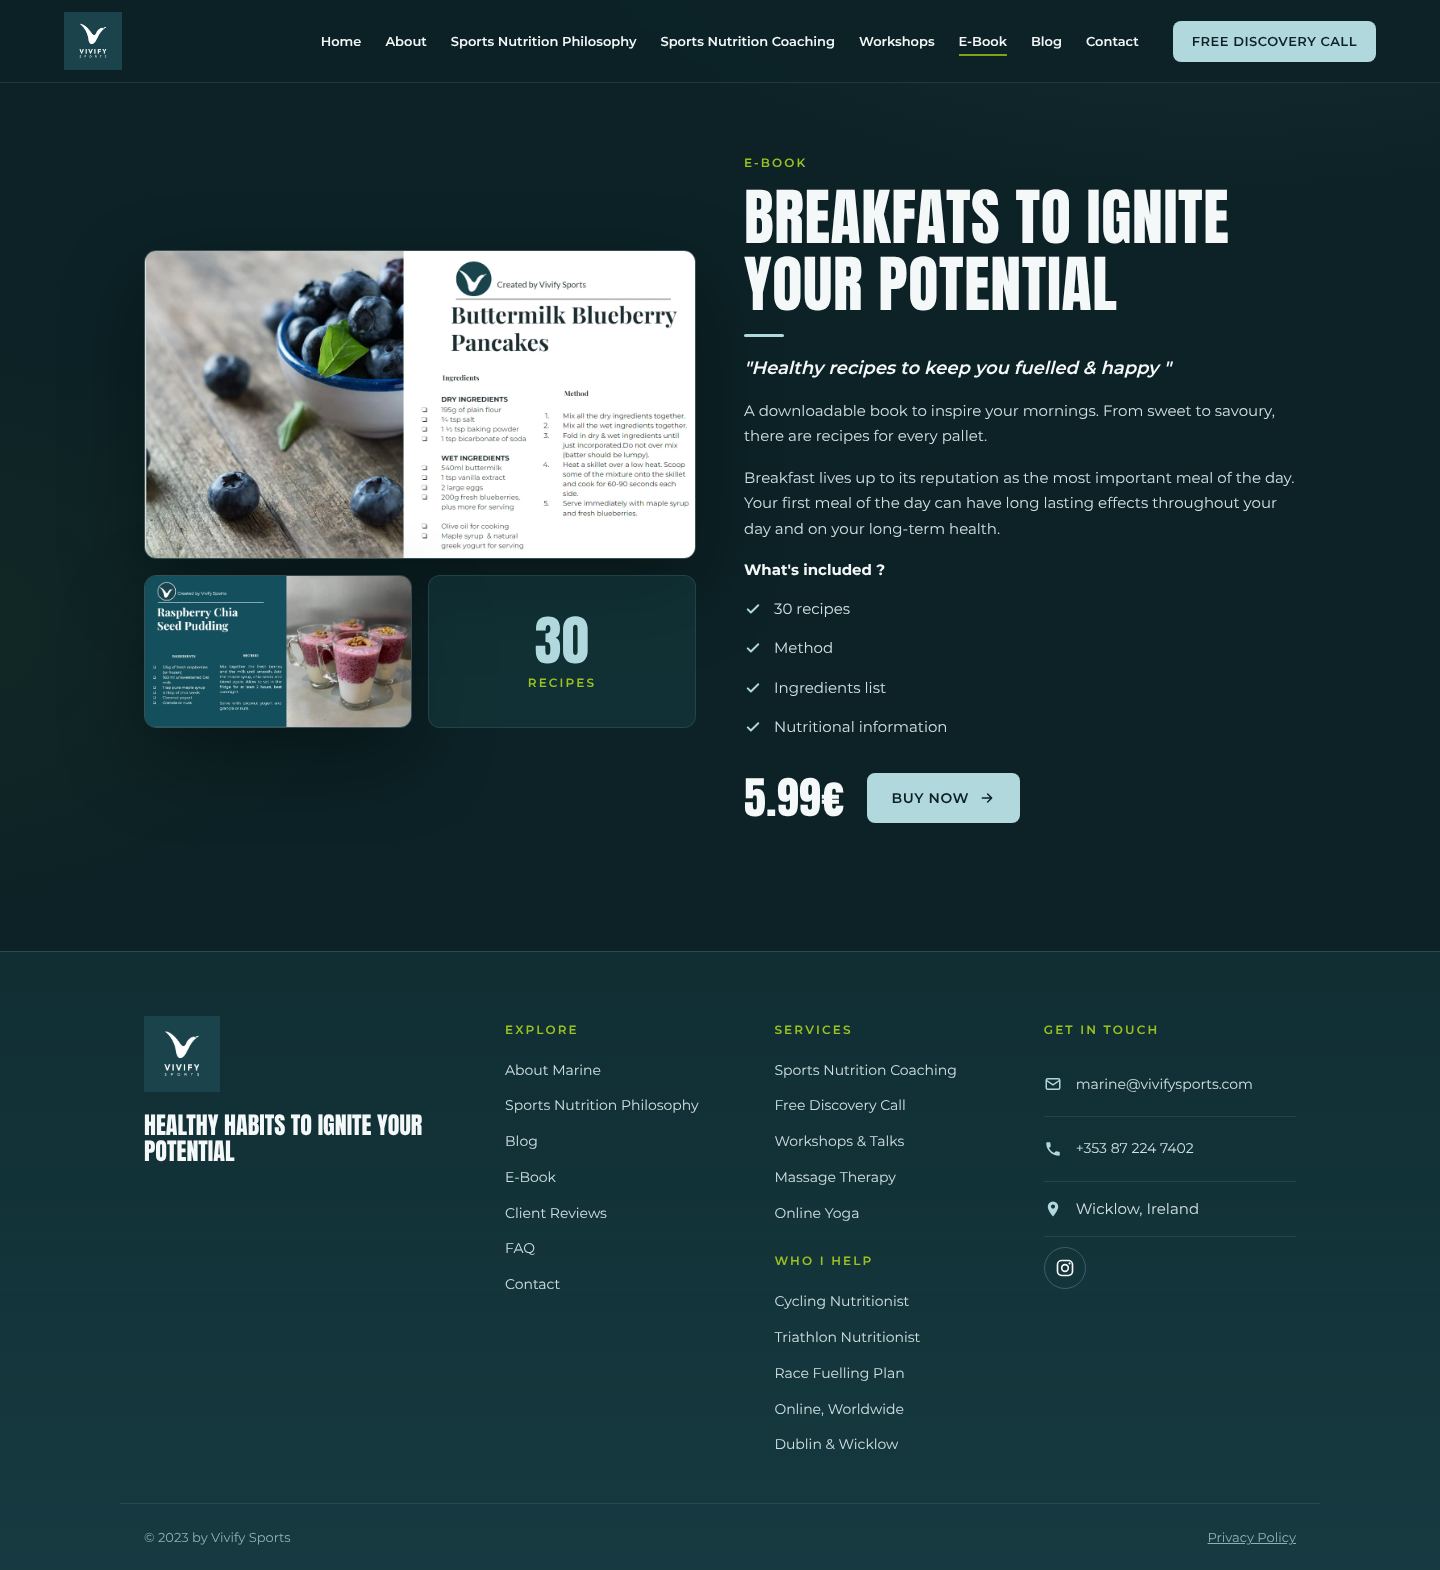 VIVIFY
SPORTS
Home
About
Sports Nutrition Philosophy
Sports Nutrition Coaching
Workshops
E-Book
Blog
Contact
FREE DISCOVERY CALL
Created by Vivify Sports
Buttermilk Blueberry
Pancakes
Ingredients
DRY INGREDIENTS
195g of plain flour
¼ tsp salt
1 ½ tsp baking powder
1 tsp bicarbonate of soda
WET INGREDIENTS
540ml buttermilk
1 tsp vanilla extract
2 large eggs
200g fresh blueberries,
plus more for serving
Olive oil for cooking
Maple syrup & natural
greek yogurt for serving
Method
1. Mix all the dry ingredients together.
2. Mix all the wet ingredients together.
3. Fold in dry & wet ingredients until
just incorporated.Do not over mix
(batter should be lumpy).
4. Heat a skillet over a low heat. Scoop
some of the mixture onto the skillet
and cook for 60-90 seconds each
side.
5. Serve immediately with maple syrup
and fresh blueberries.
Created by Vivify Sports
Raspberry Chia
Seed Pudding
INGREDIENTS
METHOD
30
RECIPES
E-BOOK
BREAKFATS TO IGNITE
YOUR POTENTIAL
"Healthy recipes to keep you fuelled & happy "
A downloadable book to inspire your mornings. From sweet to savoury,
there are recipes for every pallet.
Breakfast lives up to its reputation as the most important meal of the day.
Your first meal of the day can have long lasting effects throughout your
day and on your long-term health.
What's included ?
30 recipes
Method
Ingredients list
Nutritional information
5.99€
BUY NOW →
VIVIFY
SPORTS
HEALTHY HABITS TO IGNITE YOUR
POTENTIAL
EXPLORE
About Marine
Sports Nutrition Philosophy
Blog
E-Book
Client Reviews
FAQ
Contact
SERVICES
Sports Nutrition Coaching
Free Discovery Call
Workshops & Talks
Massage Therapy
Online Yoga
WHO I HELP
Cycling Nutritionist
Triathlon Nutritionist
Race Fuelling Plan
Online, Worldwide
Dublin & Wicklow
GET IN TOUCH
marine@vivifysports.com
+353 87 224 7402
Wicklow, Ireland
© 2023 by Vivify Sports
Privacy Policy